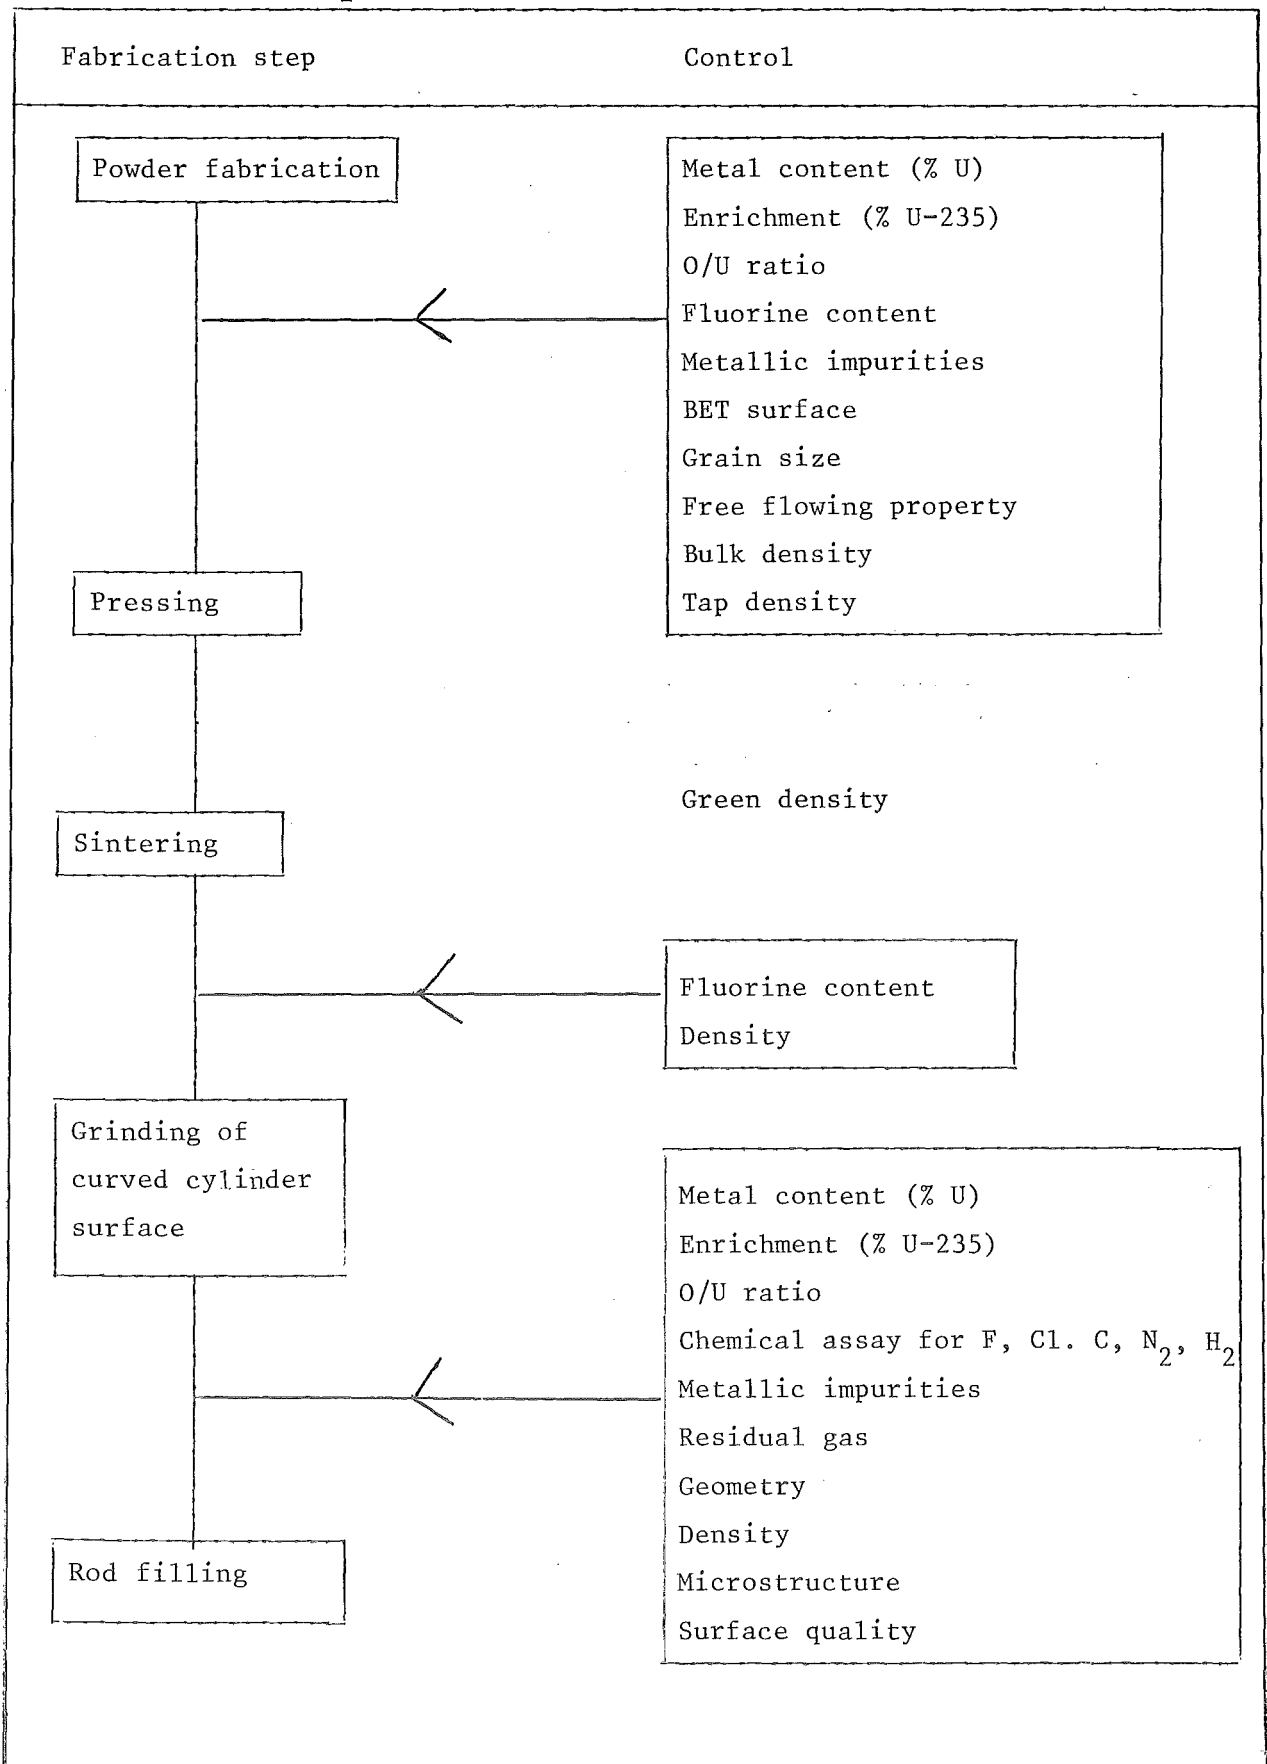 Fabrication step Control
Powder fabrication
Metal content (% U)
Enrichment (% U-235)
O/U ratio
Fluorine content
Metallic impurities
BET surface
Grain size
Free flowing property
Bulk density
Tap density
Pressing
Green density
Sintering
Fluorine content
Density
Grinding of
curved cylinder
surface
Metal content (% U)
Enrichment (% U-235)
O/U ratio
Chemical assay for F, Cl. C, N₂, H₂
Metallic impurities
Residual gas
Geometry
Density
Microstructure
Surface quality
Rod filling